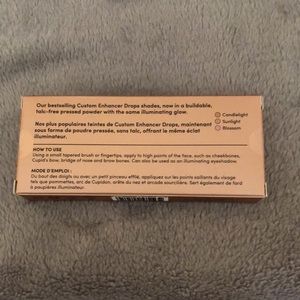 Our bestselling Custom Enhancer Drops shades, now in a buildable,
talc-free pressed powder with the same illuminating glow.
Nos plus populaires teintes de Custom Enhancer Drops, maintenant
sous forme de poudre pressée, sans talc, offrant le même éclat
illuminateur.
Candlelight
Sunlight
Blossom
HOW TO USE
Using a small tapered brush or fingertips, apply to high points of the face, such as cheekbones,
Cupid's bow, bridge of nose and brow bones. Can also be used as an illuminating eyeshadow.
MODE D'EMPLOI :
Du bout des doigts ou avec un petit pinceau effilé, appliquez sur les points saillants du visage
tels que pommettes, arc de Cupidon, arête du nez et arcade sourcilière. Sert également de fard
à paupières illuminateur.